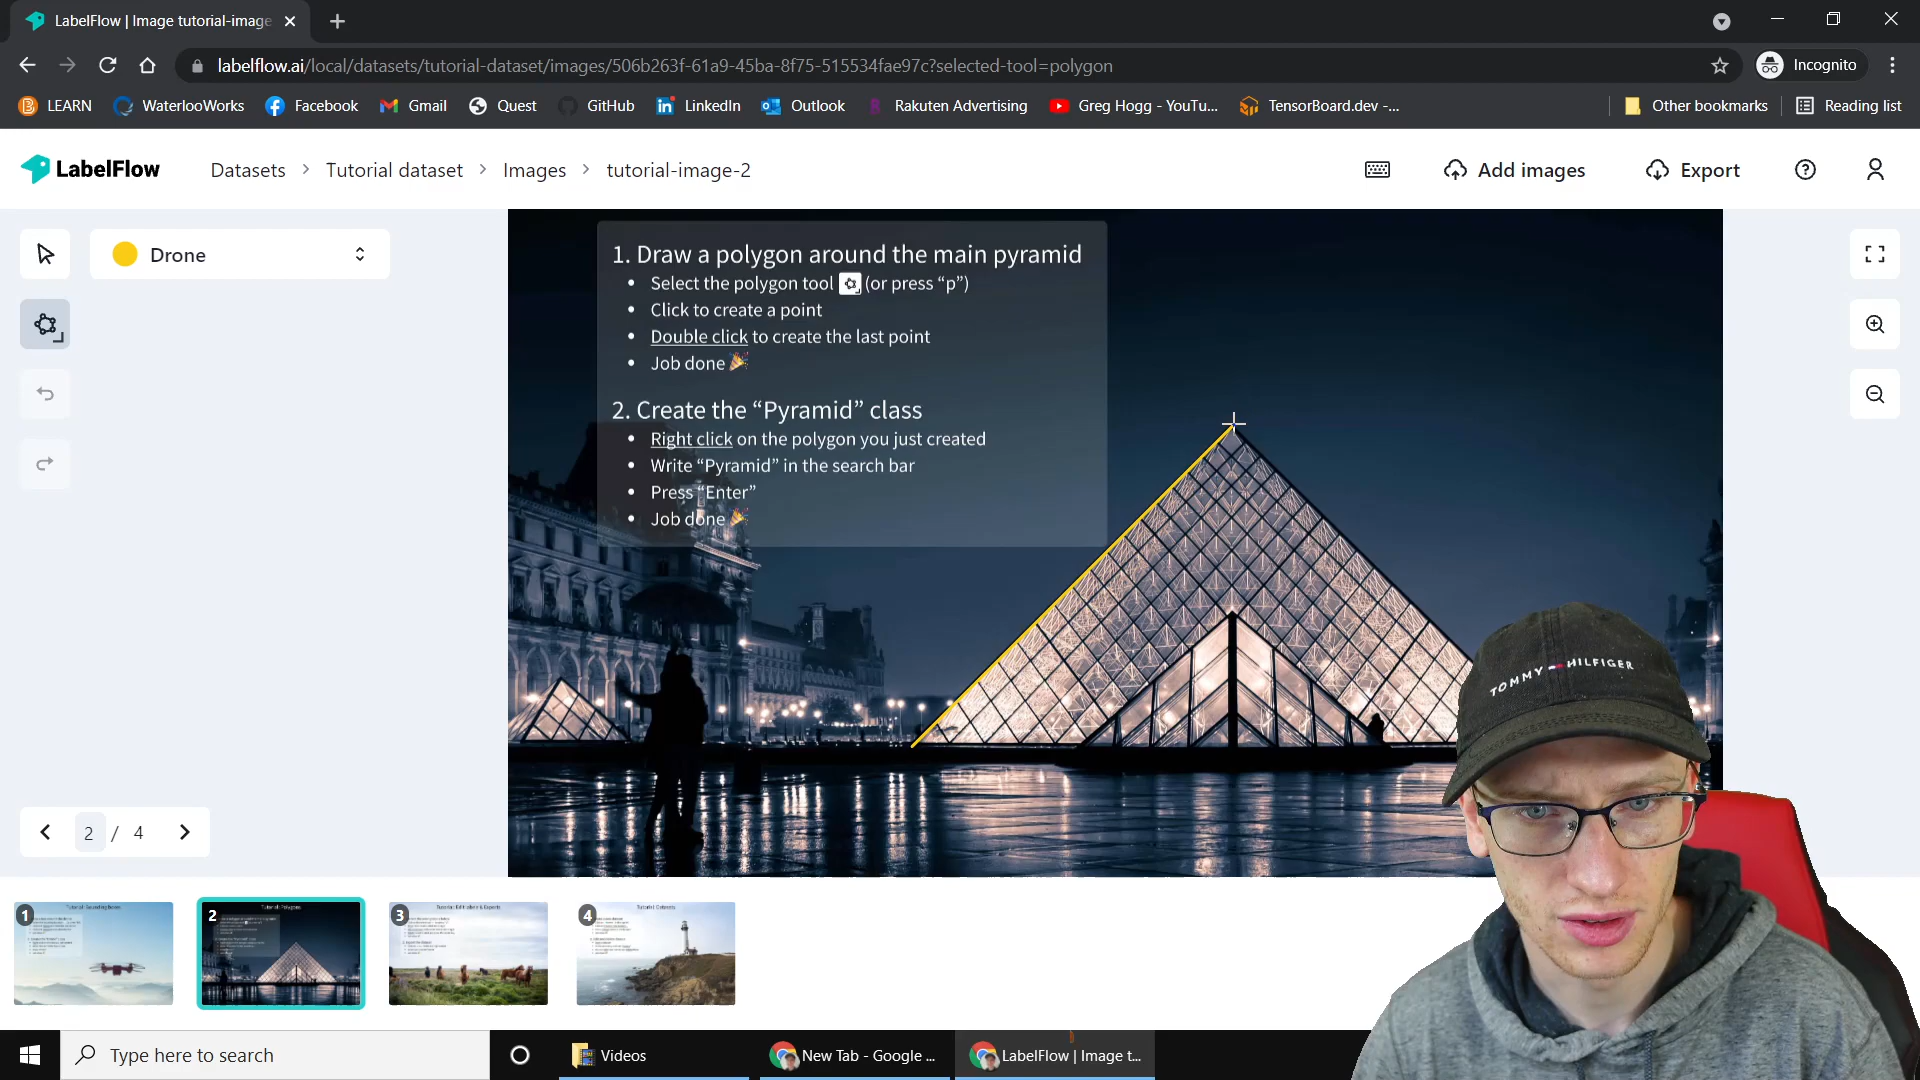 LabelFlow | Image tutorial-image
labelflow.ai/local/datasets/tutorial-dataset/images/506b263f-61a9-45ba-8f75-515534fae97c?selected-tool=polygon
Incognito
LEARN WaterlooWorks Facebook Gmail Quest GitHub LinkedIn Outlook Rakuten Advertising Greg Hogg - YouTu... TensorBoard.dev -... Other bookmarks Reading list
LabelFlow Datasets > Tutorial dataset > Images > tutorial-image-2 Add images Export
Drone
1. Draw a polygon around the main pyramid
• Select the polygon tool (or press “p”)
• Click to create a point
• Double click to create the last point
• Job done 🎉
2. Create the “Pyramid” class
• Right click on the polygon you just created
• Write “Pyramid” in the search bar
• Press “Enter”
• Job done 🎉
TOMMY HILFIGER
2 / 4
1 2 3 4
Type here to search Videos New Tab - Google ... LabelFlow | Image t...